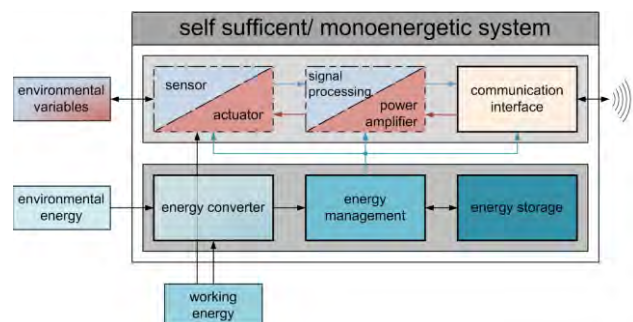 self sufficent/ monoenergetic system
environmental
variables
sensor
actuator
signal
processing
power
amplifier
communication
interface
environmental
energy
energy converter
energy
management
energy storage
working
energy